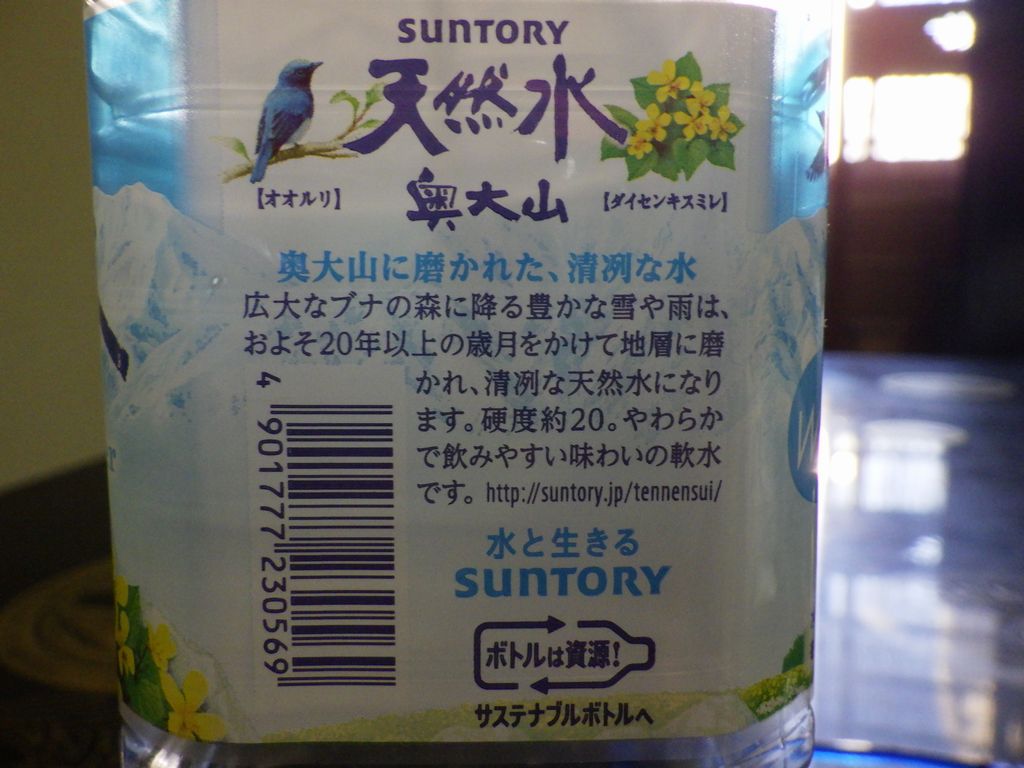 SUNTORY
天然水
【オオルリ】
奥大山
【ダイセンキスミレ】
奥大山に磨かれた、清冽な水
広大なブナの森に降る豊かな雪や雨は、
およそ20年以上の歳月をかけて地層に磨
かれ、清冽な天然水になり
ます。硬度約20。やわらか
で飲みやすい味わいの軟水
です。http://suntory.jp/tennensui/
4 901777 230569
水と生きる
SUNTORY
ボトルは資源!
サステナブルボトルへ